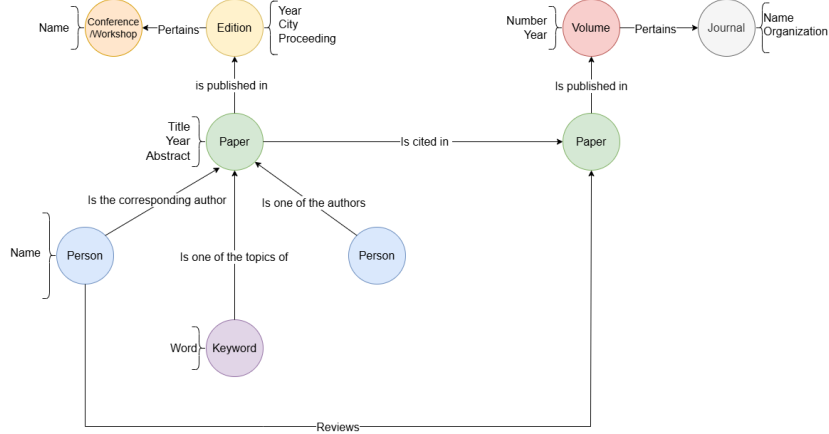 Name
Conference
/Workshop
Pertains
Edition
Year
City
Proceeding
Number
Year
Volume
Pertains
Journal
Name
Organization
is published in
Is published in
Title
Year
Abstract
Paper
Is cited in
Paper
Is the corresponding author
Is one of the authors
Name
Person
Is one of the topics of
Person
Word
Keyword
Reviews